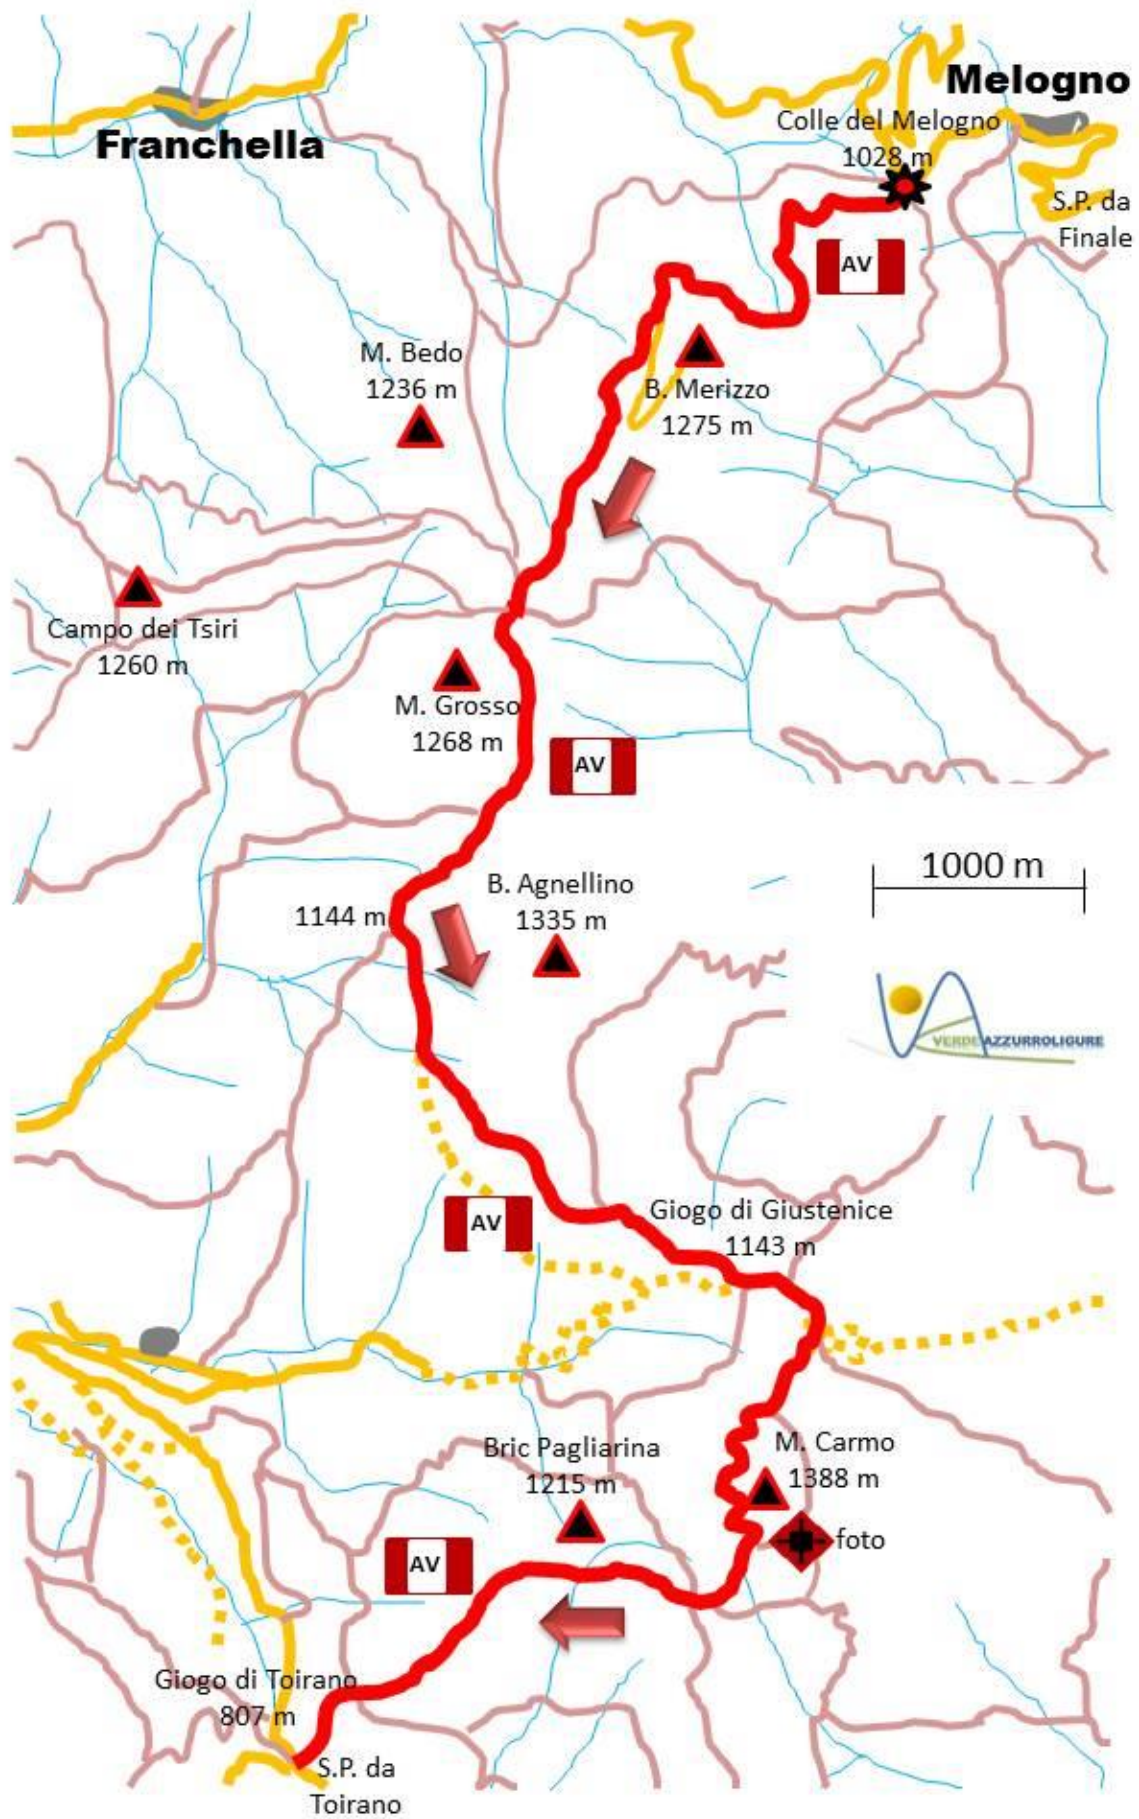 Melogno
Colle del Melogno
1028 m
Franchella
S.P. da
Finale
AV
M. Bedo
1236 m
B. Merizzo
1275 m
Campo dei Tsiri
1260 m
M. Grosso
1268 m
AV
1000 m
B. Agnellino
1335 m
1144 m
VERDEAZZURROLIGURE
Giogo di Giustenice
1143 m
AV
M. Carmo
1388 m
Bric Pagliarina
1215 m
foto
AV
Giogo di Toirano
807 m
S.P. da
Toirano